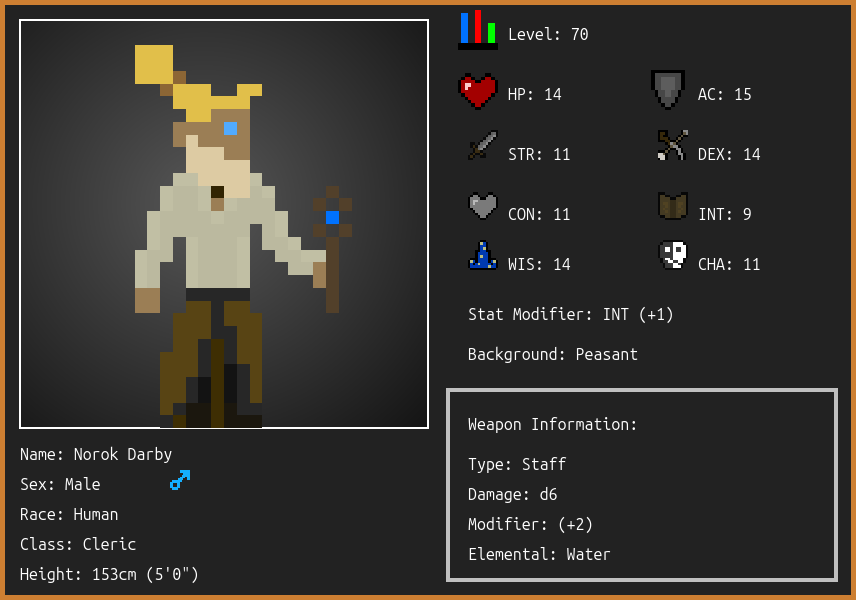 Level: 70
HP: 14
AC: 15
STR: 11
DEX: 14
CON: 11
INT: 9
WIS: 14
CHA: 11
Stat Modifier: INT (+1)
Background: Peasant
Weapon Information:
Type: Staff
Damage: d6
Modifier: (+2)
Elemental: Water
Name: Norok Darby
Sex: Male
Race: Human
Class: Cleric
Height: 153cm (5'0")